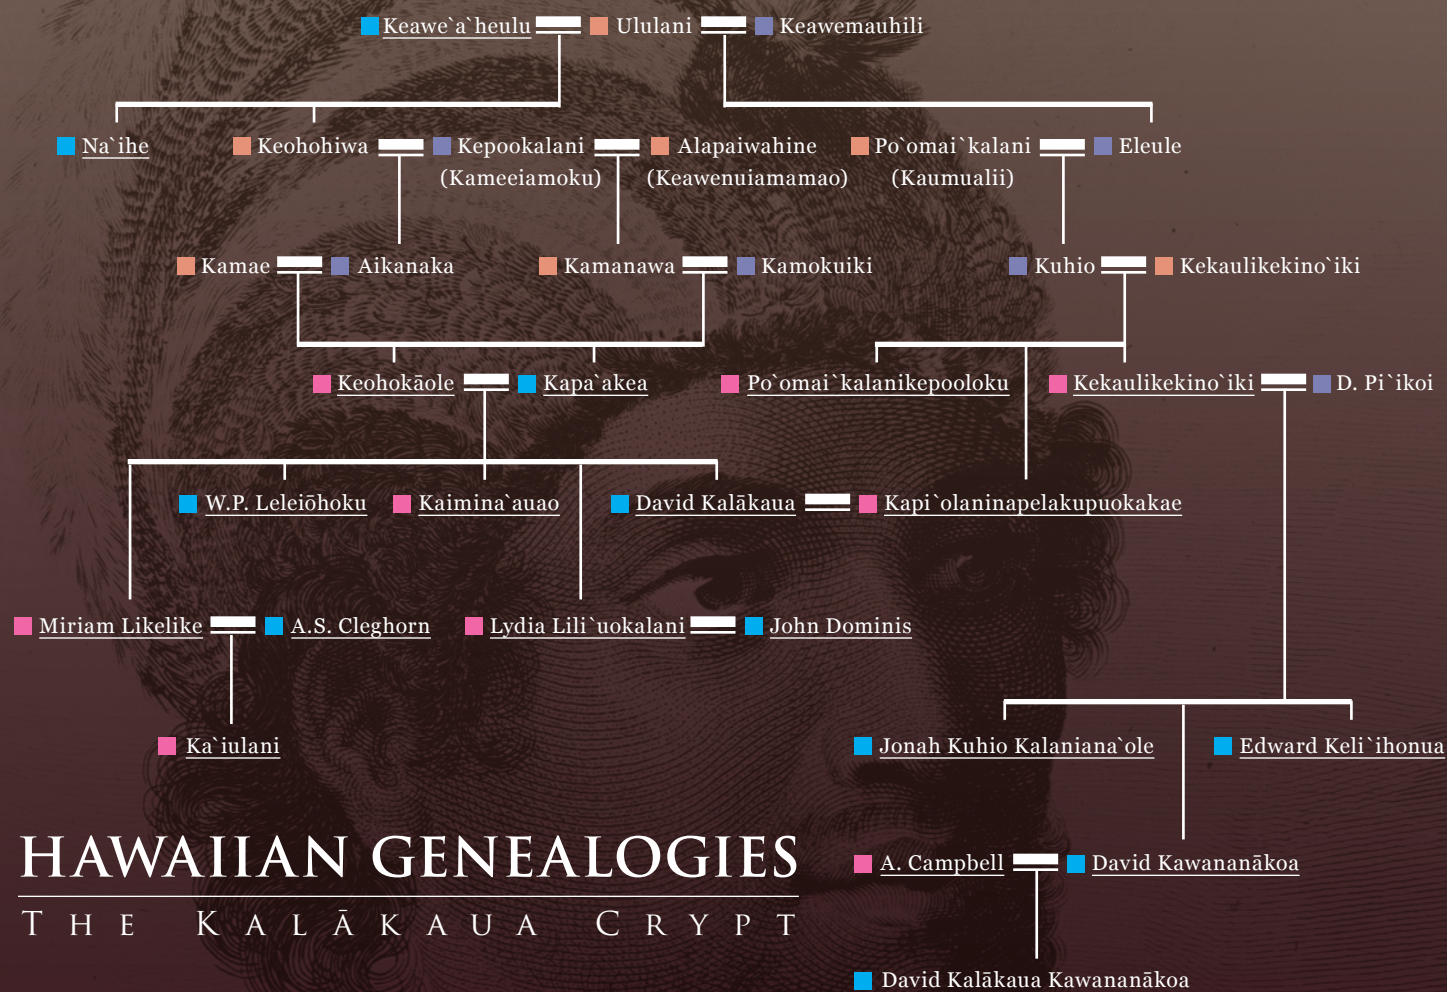 Keawe`a`heulu Ululani Keawemauhili
Na`ihe Keohohiwa Kepookalani Alapaiwahine Po`omai`kalani Eleule
(Kameeiamoku) (Keawenuiamamao) (Kaumualii)
Kamae Aikanaka Kamanawa Kamokuiki Kuhio Kekaulikekino`iki
Keohokāole Kapa`akea Po`omai`kalanikepooloku Kekaulikekino`iki D. Pi`ikoi
W.P. Leleiōhoku Kaimina`auao David Kalākaua Kapi`olaninapelakupuokakae
Miriam Likelike A.S. Cleghorn Lydia Lili`uokalani John Dominis
Ka`iulani Jonah Kuhio Kalaniana`ole Edward Keli`ihonua
HAWAIIAN GENEALOGIES
THE KALĀKAUA CRYPT
A. Campbell David Kawananākoa
David Kalākaua Kawananākoa